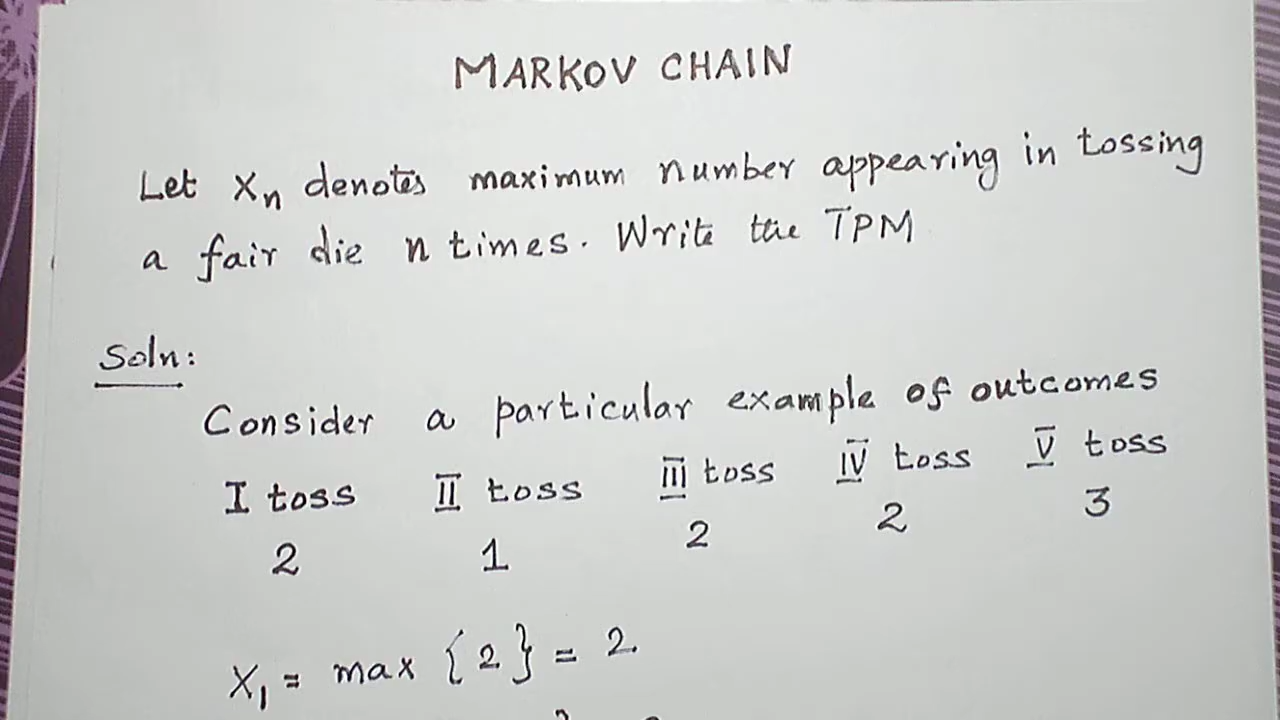 MARKOV CHAIN
Let Xn denotes maximum number appearing in tossing
a fair die n times. Write the TPM
Soln:
Consider a particular example of outcomes
I toss II toss III toss IV toss V toss
2 1 2 2 3
X1 = max {2} = 2.